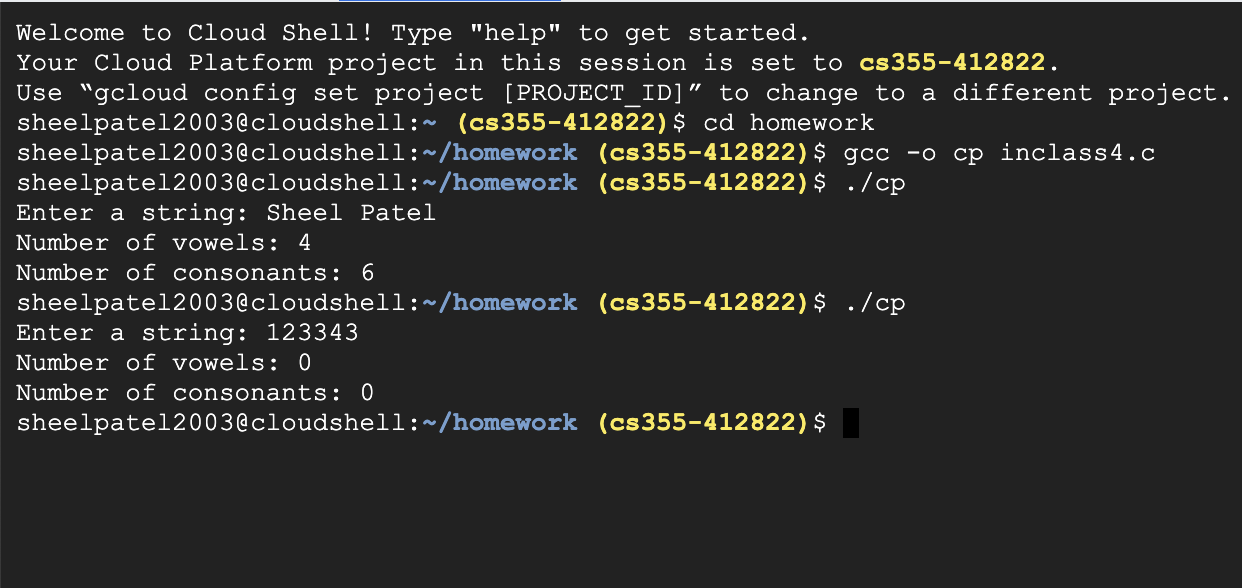 Welcome to Cloud Shell! Type "help" to get started.
Your Cloud Platform project in this session is set to cs355-412822.
Use “gcloud config set project [PROJECT_ID]” to change to a different project.
sheelpatel2003@cloudshell:~ (cs355-412822)$ cd homework
sheelpatel2003@cloudshell:~/homework (cs355-412822)$ gcc -o cp inclass4.c
sheelpatel2003@cloudshell:~/homework (cs355-412822)$ ./cp
Enter a string: Sheel Patel
Number of vowels: 4
Number of consonants: 6
sheelpatel2003@cloudshell:~/homework (cs355-412822)$ ./cp
Enter a string: 123343
Number of vowels: 0
Number of consonants: 0
sheelpatel2003@cloudshell:~/homework (cs355-412822)$